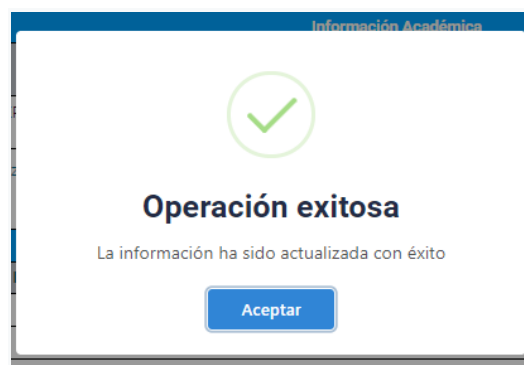 Información Académica
Operación exitosa
La información ha sido actualizada con éxito
Aceptar